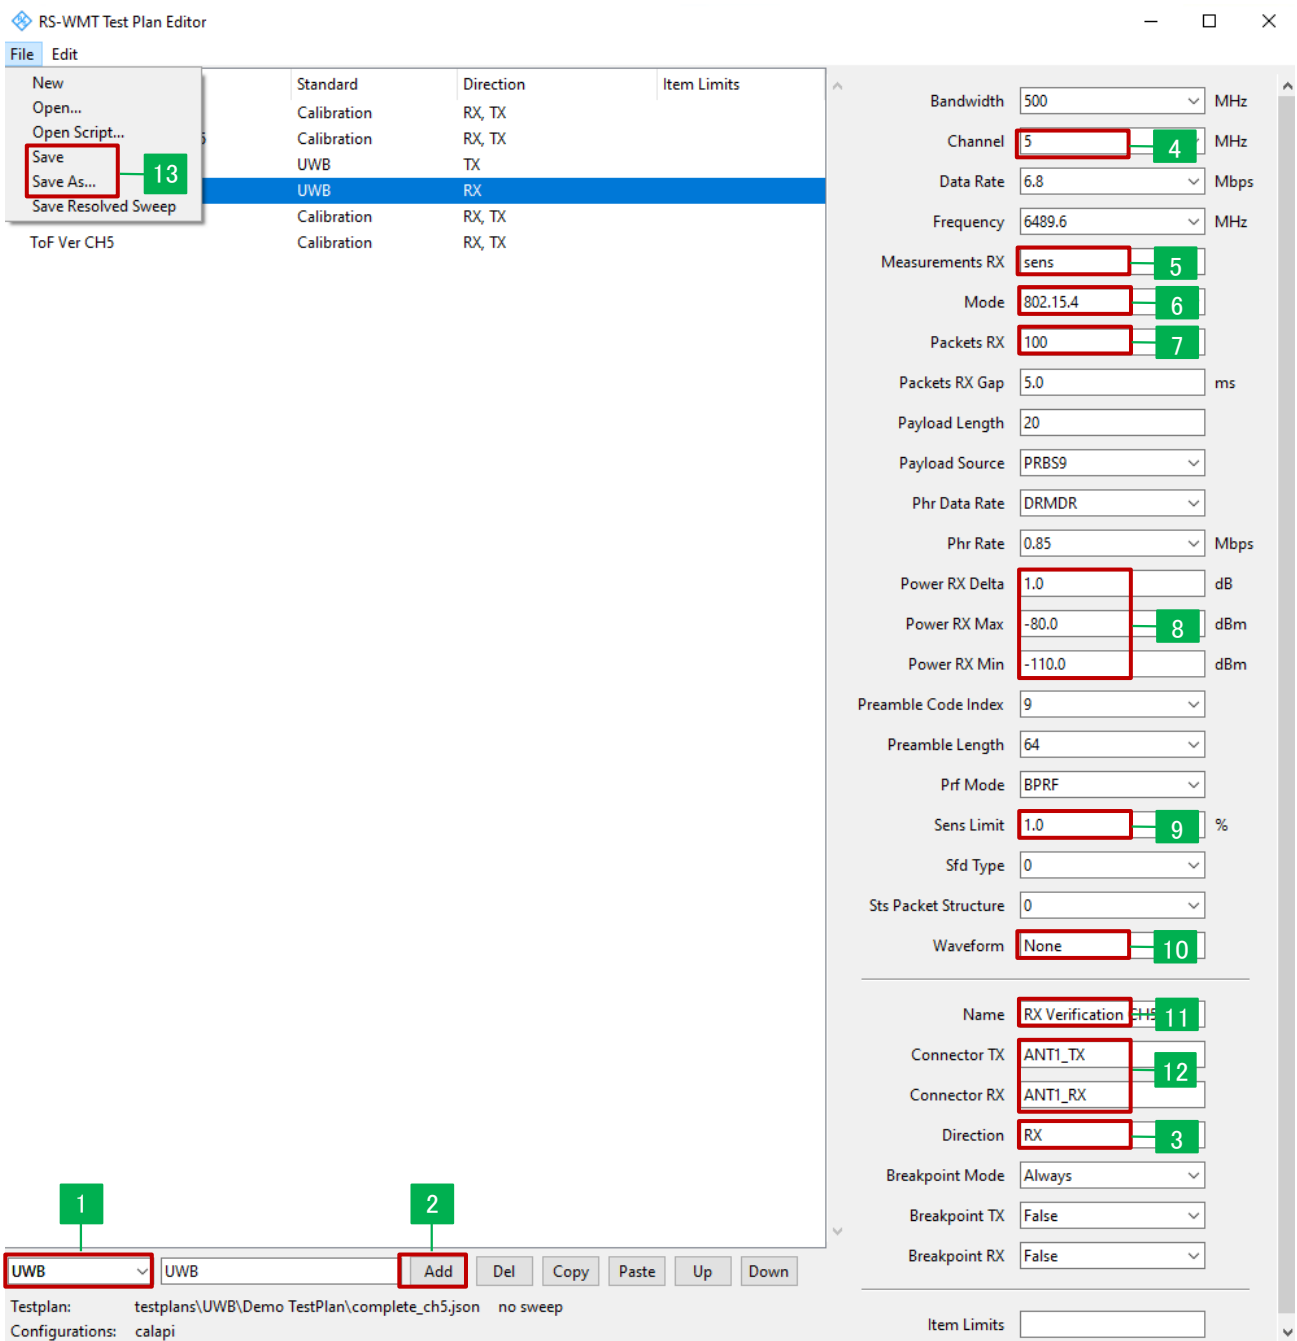 RS-WMT Test Plan Editor
File Edit
New
Open...
Open Script...
Save
Save As...
Save Resolved Sweep
13
Standard Direction Item Limits
Calibration RX, TX
5 Calibration RX, TX
UWB TX
UWB RX
Calibration RX, TX
ToF Ver CH5 Calibration RX, TX
Bandwidth 500 MHz
Channel 5 4 MHz
Data Rate 6.8 Mbps
Frequency 6489.6 MHz
Measurements RX sens 5
Mode 802.15.4 6
Packets RX 100 7
Packets RX Gap 5.0 ms
Payload Length 20
Payload Source PRBS9
Phr Data Rate DRMDR
Phr Rate 0.85 Mbps
Power RX Delta 1.0 dB
Power RX Max -80.0 8 dBm
Power RX Min -110.0 dBm
Preamble Code Index 9
Preamble Length 64
Prf Mode BPRF
Sens Limit 1.0 9 %
Sfd Type 0
Sts Packet Structure 0
Waveform None 10
Name RX Verification CH5 11
Connector TX ANT1_TX
12
Connector RX ANT1_RX
Direction RX 3
Breakpoint Mode Always
Breakpoint TX False
Breakpoint RX False
Item Limits
1 2
UWB UWB Add Del Copy Paste Up Down
Testplan: testplans\UWB\Demo TestPlan\complete_ch5.json no sweep
Configurations: calapi